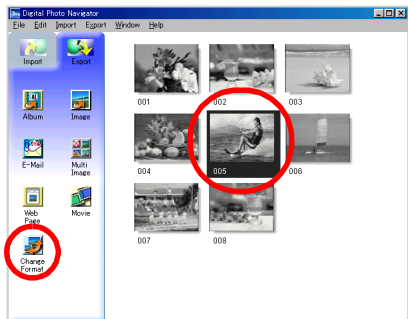 Digital Photo Navigator
File Edit Import Export Window Help
Import Export
001 002 003
Album Image
E-Mail Multi Image
004 005 006
Web Page Movie
007 008
Change Format